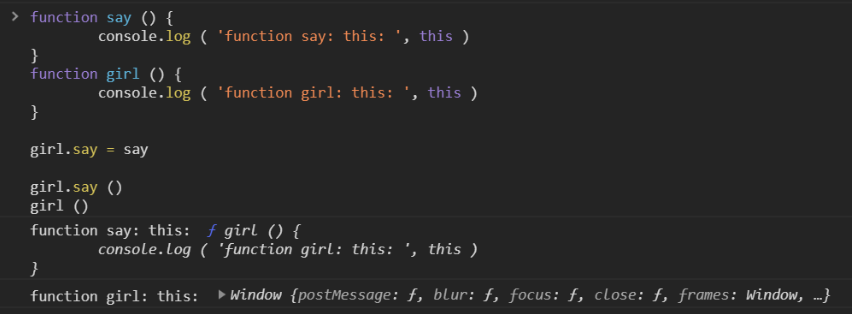 function say () {
console.log ( 'function say: this: ', this )
}
function girl () {
console.log ( 'function girl: this: ', this )
}
girl.say = say
girl.say ()
girl ()
function say: this: ƒ girl () {
console.log ( 'function girl: this: ', this )
}
function girl: this: Window {postMessage: ƒ, blur: ƒ, focus: ƒ, close: ƒ, frames: Window, …}